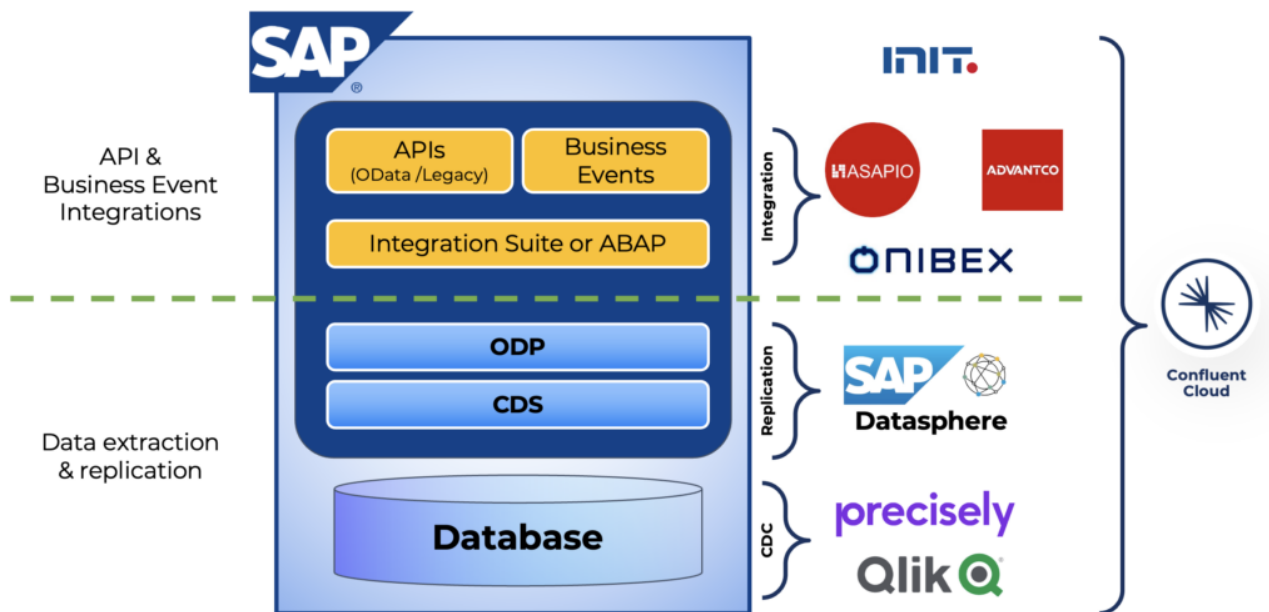 SAP
®
API &
Business Event
Integrations
APIs
(OData /Legacy)
Business
Events
Integration Suite or ABAP
Integration
INIT.
ASAPIO
ADVANTCO
ONIBEX
Data extraction
& replication
ODP
CDS
Replication
SAP
Datasphere
Database
CDC
precisely
Qlik
Confluent
Cloud